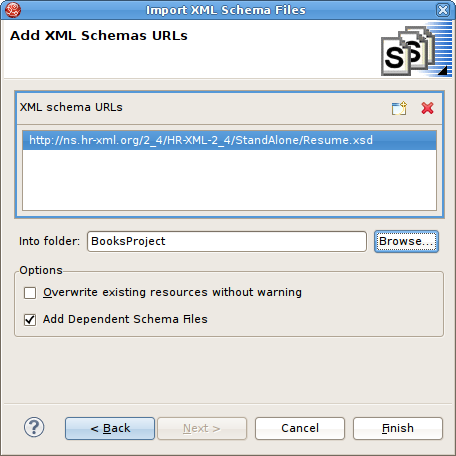 Import XML Schema Files
Add XML Schemas URLs
XML schema URLs
http://ns.hr-xml.org/2_4/HR-XML-2_4/StandAlone/Resume.xsd
Into folder: BooksProject Browse...
Options
Overwrite existing resources without warning
Add Dependent Schema Files
? < Back Next > Cancel Finish